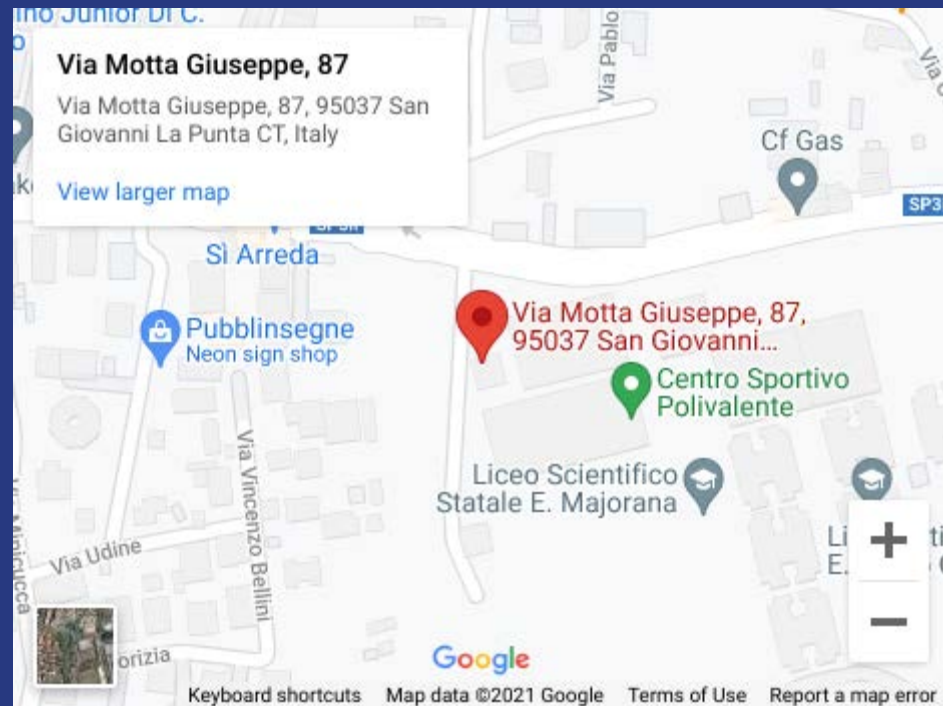 Junior Di C.
Via Motta Giuseppe, 87
Via Motta Giuseppe, 87, 95037 San
Giovanni La Punta CT, Italy
View larger map
Via Pablo
Cf Gas
SP3
Sì Arreda
Pubblinsegne
Neon sign shop
Via Motta Giuseppe, 87,
95037 San Giovanni...
Centro Sportivo
Polivalente
Via Vincenzo Bellini
Liceo Scientifico
Statale E. Majorana
Via Udine
+
−
Google
Keyboard shortcuts Map data ©2021 Google Terms of Use Report a map error